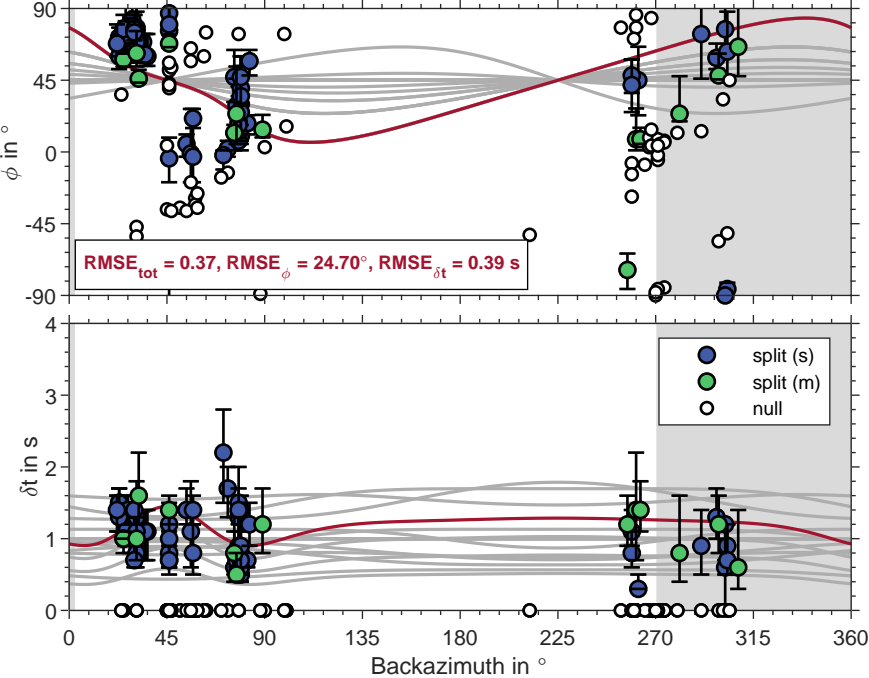 90
45
0
-45
-90
ϕ in °
RMSEtot = 0.37, RMSEϕ = 24.70°, RMSEδt = 0.39 s
4
3
2
1
0
δt in s
split (s)
split (m)
null
0 45 90 135 180 225 270 315 360
Backazimuth in °